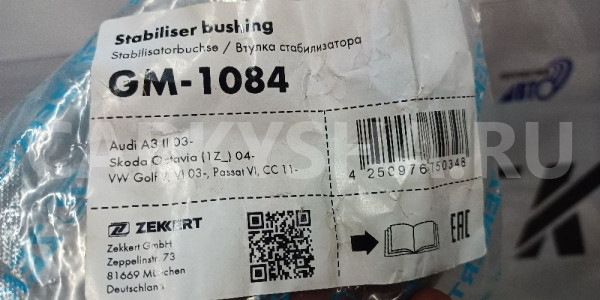 Stabiliser bushing
Stabilisatorbuchse / Втулка стабилизатора
GM-1084
Audi A3 II 03-
Skoda Octavia (1Z_) 04-
VW Golf V, VI 03-, Passat VI, CC 11-
4 250976 750348
ZEKKERT
Zekkert GmbH
Zeppelinstr. 73
81669 München
Deutschland
EAC